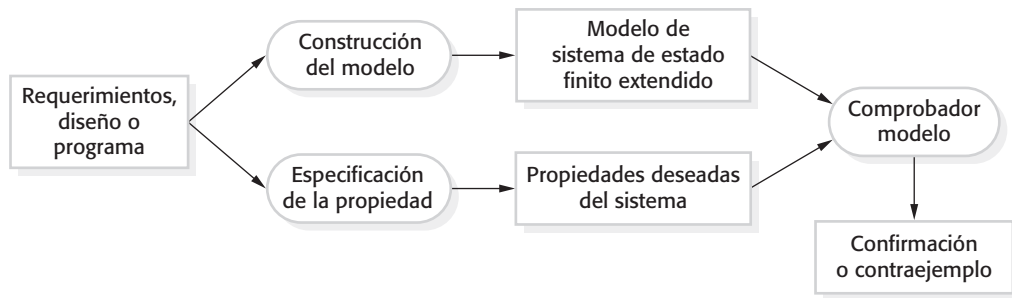 Requerimientos,
diseño o
programa
Construcción
del modelo
Modelo de
sistema de estado
finito extendido
Especificación
de la propiedad
Propiedades deseadas
del sistema
Comprobador
modelo
Confirmación
o contraejemplo